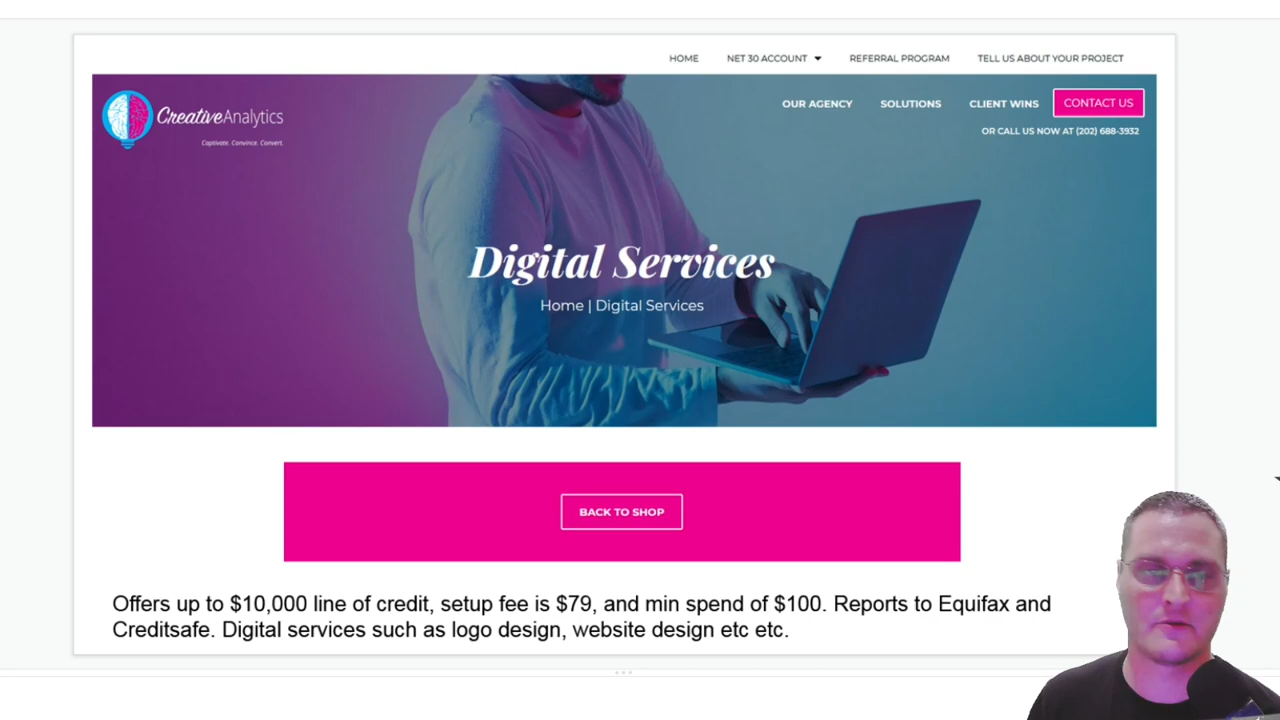 HOME NET 30 ACCOUNT REFERRAL PROGRAM TELL US ABOUT YOUR PROJECT
CreativeAnalytics
Captivate. Convince. Convert.
OUR AGENCY SOLUTIONS CLIENT WINS CONTACT US
OR CALL US NOW AT (202) 688-3932
Digital Services
Home | Digital Services
BACK TO SHOP
Offers up to $10,000 line of credit, setup fee is $79, and min spend of $100. Reports to Equifax and
Creditsafe. Digital services such as logo design, website design etc etc.